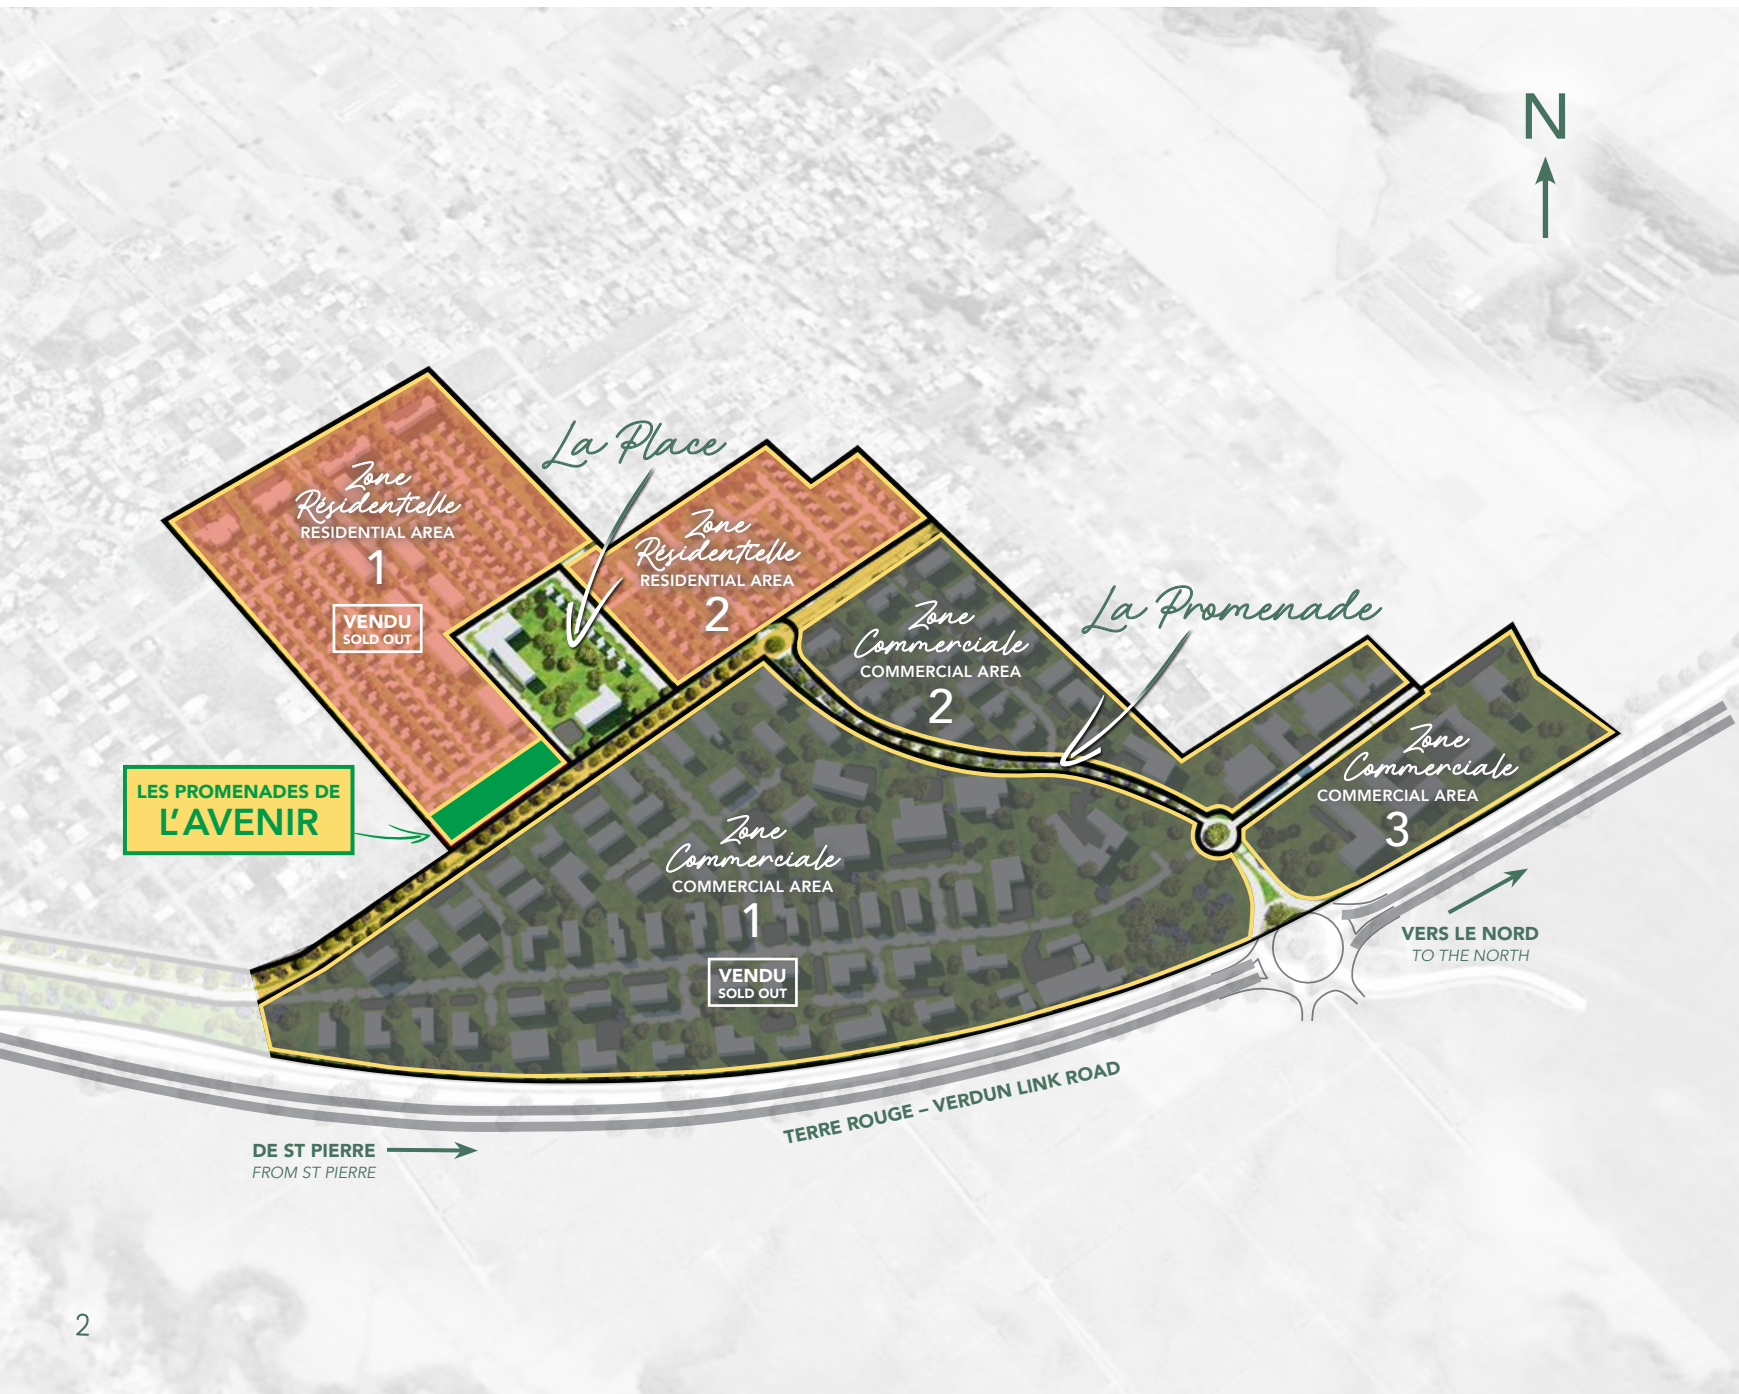 N
La Place
Zone
Résidentielle
RESIDENTIAL AREA
1
VENDU
SOLD OUT
Zone
Résidentielle
RESIDENTIAL AREA
2
La Promenade
Zone
Commerciale
COMMERCIAL AREA
2
Zone
Commerciale
COMMERCIAL AREA
3
LES PROMENADES DE
L'AVENIR
Zone
Commerciale
COMMERCIAL AREA
1
VENDU
SOLD OUT
VERS LE NORD
TO THE NORTH
TERRE ROUGE – VERDUN LINK ROAD
DE ST PIERRE
FROM ST PIERRE
2